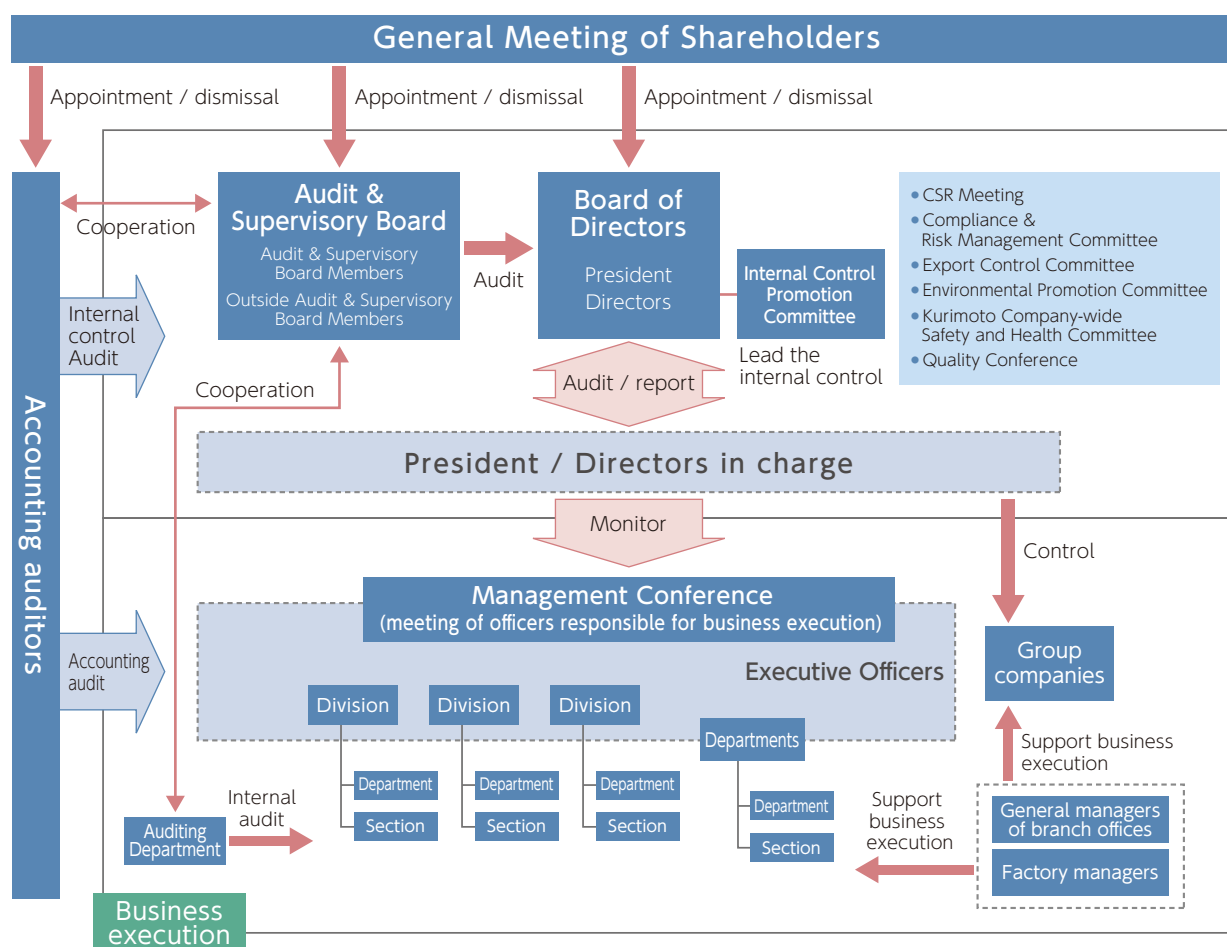 General Meeting of Shareholders
Appointment / dismissal
Appointment / dismissal
Appointment / dismissal
Accounting auditors
Cooperation
Audit &
Supervisory Board
Audit & Supervisory
Board Members
Outside Audit & Supervisory
Board Members
Audit
Board of
Directors
President
Directors
Internal Control
Promotion
Committee
Lead the
internal control
• CSR Meeting
• Compliance &
Risk Management Committee
• Export Control Committee
• Environmental Promotion Committee
• Kurimoto Company-wide
Safety and Health Committee
• Quality Conference
Internal
control
Audit
Cooperation
Audit / report
President / Directors in charge
Monitor
Control
Management Conference
(meeting of officers responsible for business execution)
Executive Officers
Accounting
audit
Group
companies
Division
Division
Division
Departments
Department
Section
Department
Section
Department
Section
Department
Section
Support business
execution
Internal
audit
Auditing
Department
Support
business
execution
General managers
of branch offices
Factory managers
Business
execution